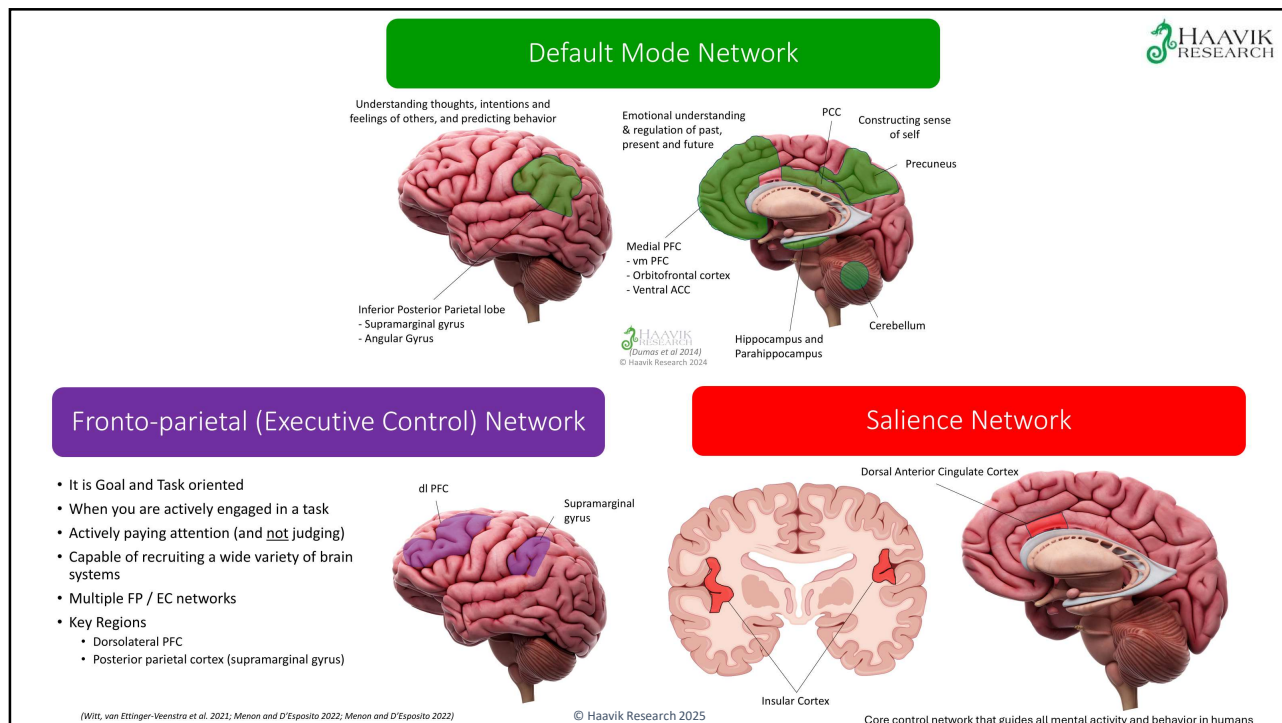 Default Mode Network
HAAVIK
RESEARCH
Understanding thoughts, intentions and
feelings of others, and predicting behavior
Inferior Posterior Parietal lobe
- Supramarginal gyrus
- Angular Gyrus
Emotional understanding
& regulation of past,
present and future
PCC
Constructing sense
of self
Precuneus
Medial PFC
- vm PFC
- Orbitofrontal cortex
- Ventral ACC
Hippocampus and
Parahippocampus
Cerebellum
HAAVIK
RESEARCH
(Dumas et al 2014)
© Haavik Research 2024
Fronto-parietal (Executive Control) Network
• It is Goal and Task oriented
• When you are actively engaged in a task
• Actively paying attention (and not judging)
• Capable of recruiting a wide variety of brain
systems
• Multiple FP / EC networks
• Key Regions
• Dorsolateral PFC
• Posterior parietal cortex (supramarginal gyrus)
dl PFC
Supramarginal
gyrus
(Witt, van Ettinger-Veenstra et al. 2021; Menon and D'Esposito 2022; Menon and D'Esposito 2022)
Salience Network
Dorsal Anterior Cingulate Cortex
Insular Cortex
© Haavik Research 2025
Core control network that guides all mental activity and behavior in humans